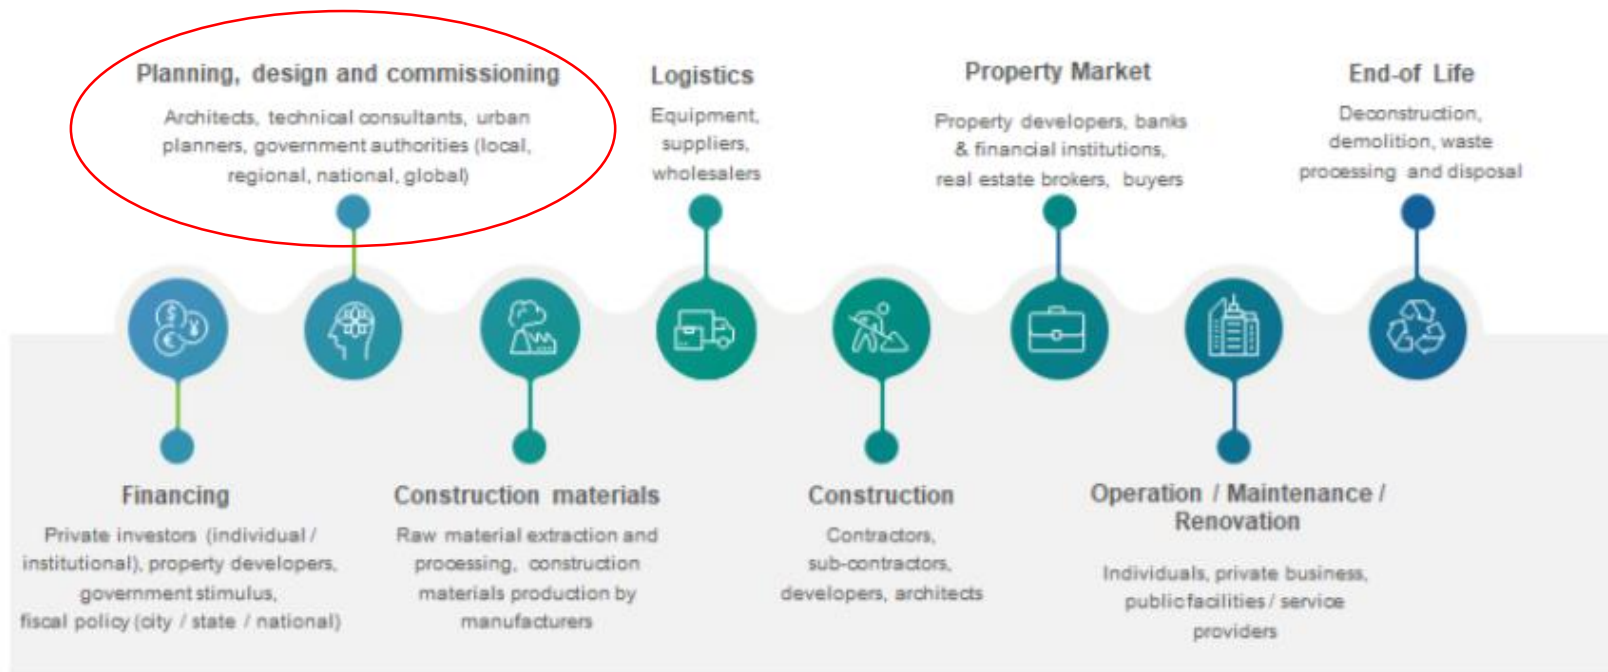 Planning, design and commissioning
Architects, technical consultants, urban
planners, government authorities (local,
regional, national, global)
Logistics
Equipment,
suppliers,
wholesalers
Property Market
Property developers, banks
& financial institutions,
real estate brokers, buyers
End-of Life
Deconstruction,
demolition, waste
processing and disposal
$
¥
€
Financing
Private investors (individual /
institutional), property developers,
government stimulus,
fiscal policy (city / state / national)
Construction materials
Raw material extraction and
processing, construction
materials production by
manufacturers
Construction
Contractors,
sub-contractors,
developers, architects
Operation / Maintenance /
Renovation
Individuals, private business,
public facilities / service
providers